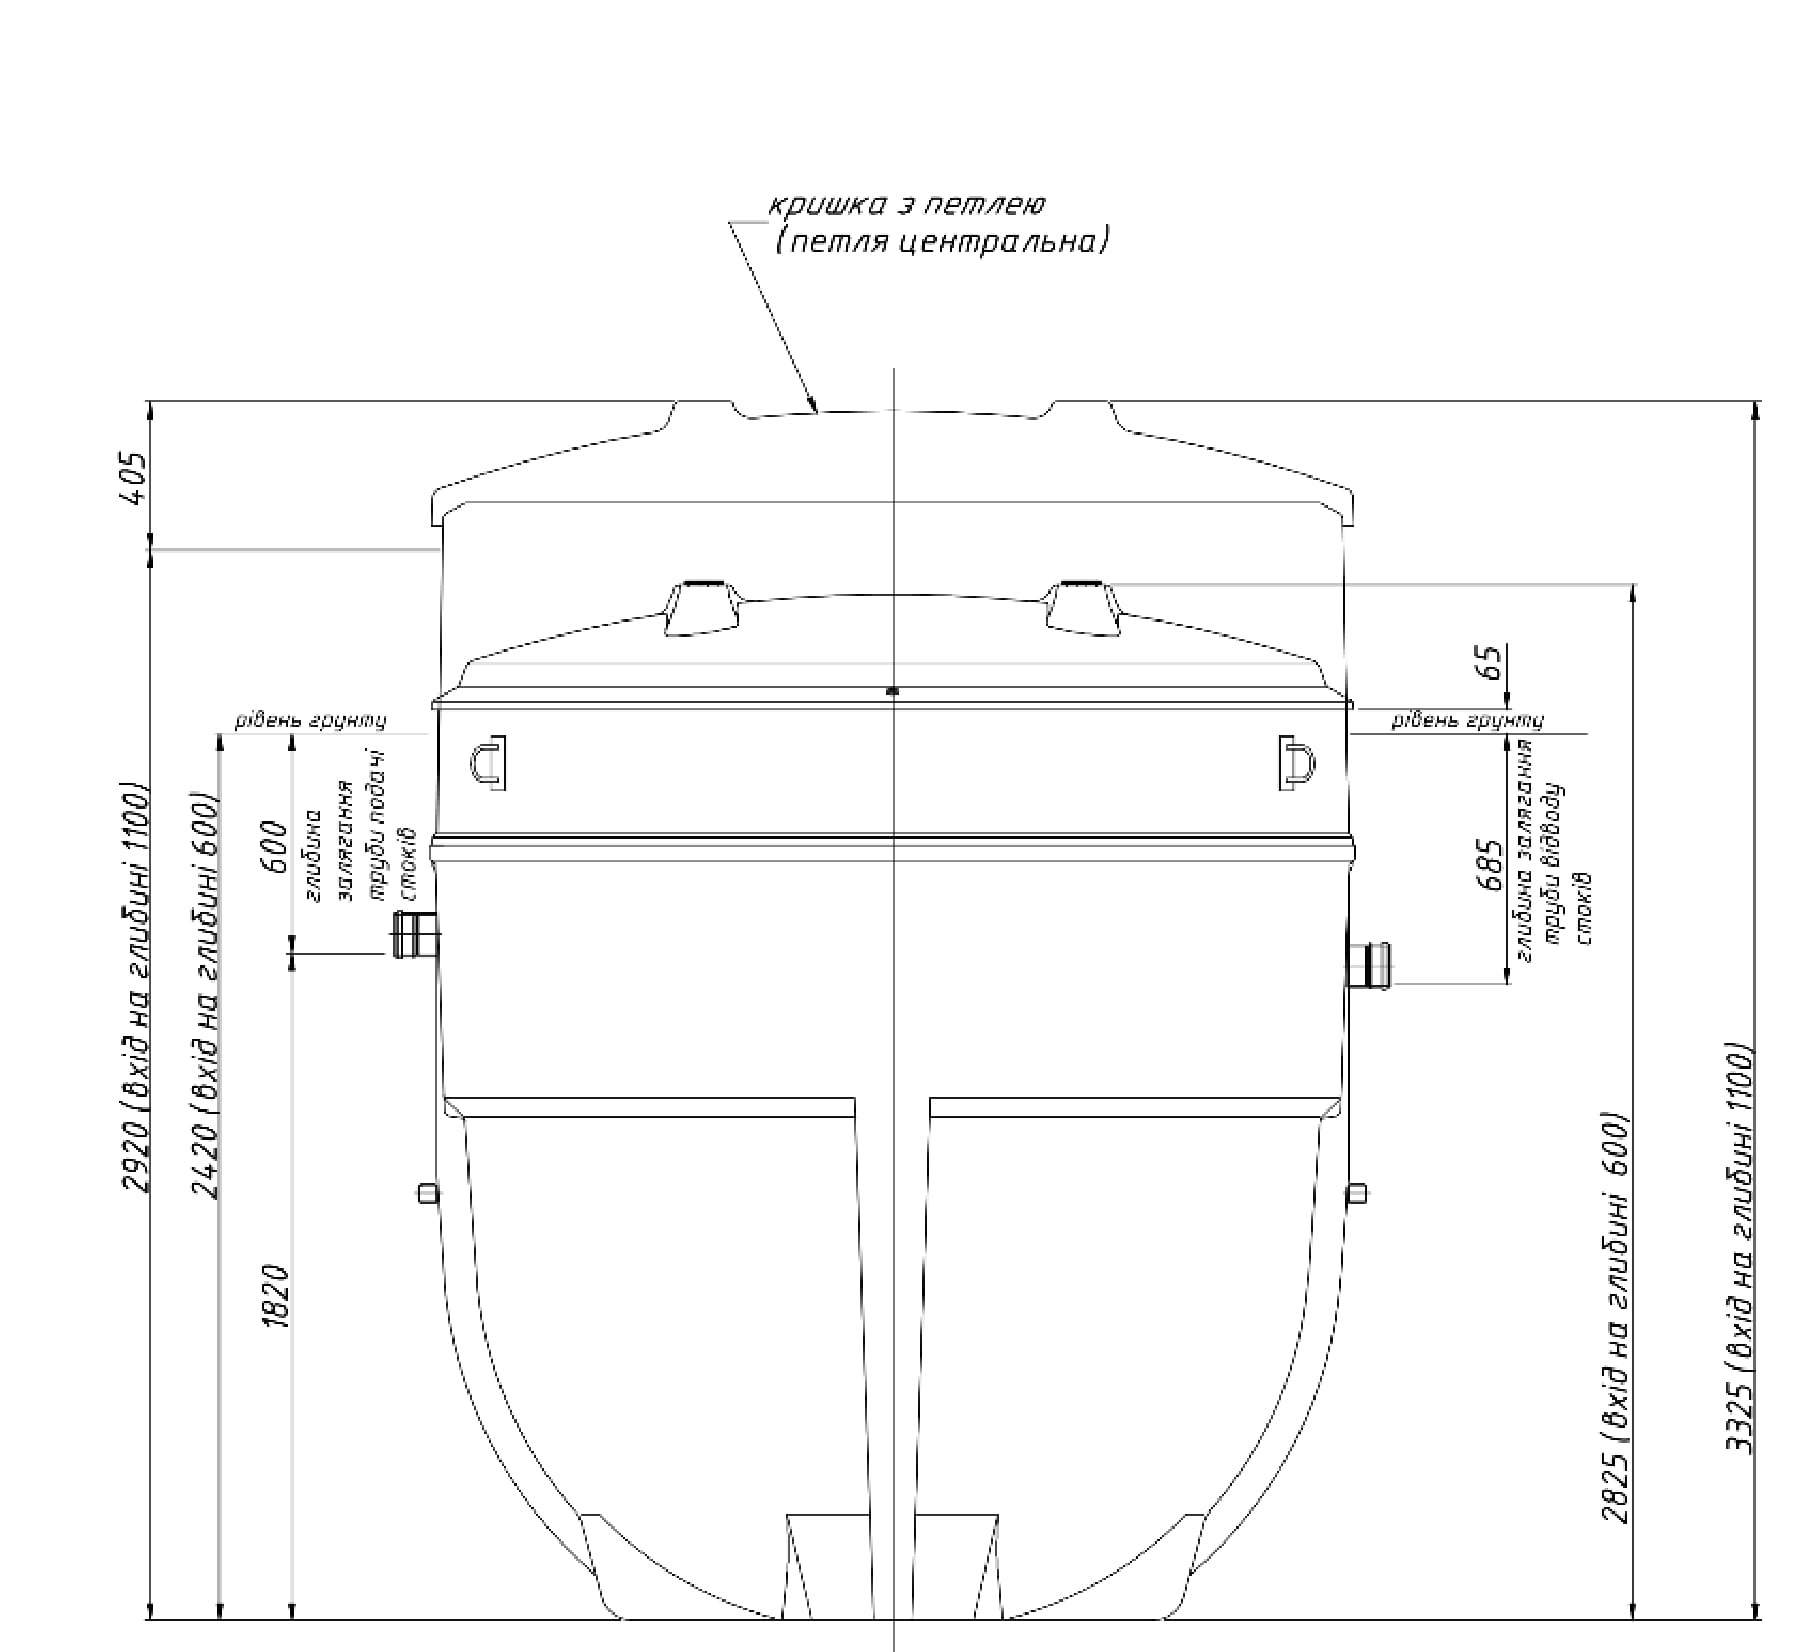 кришка з петлею
(петля центральна)
405
65
рівень грунту
рівень грунту
2920 (вхід на глибині 1100)
2420 (вхід на глибині 600)
600
глибина
залягання
труби подачі
стоків
685
глибина залягання
труби відводу
стоків
1820
2825 (вхід на глибині 600)
3325 (вхід на глибині 1100)